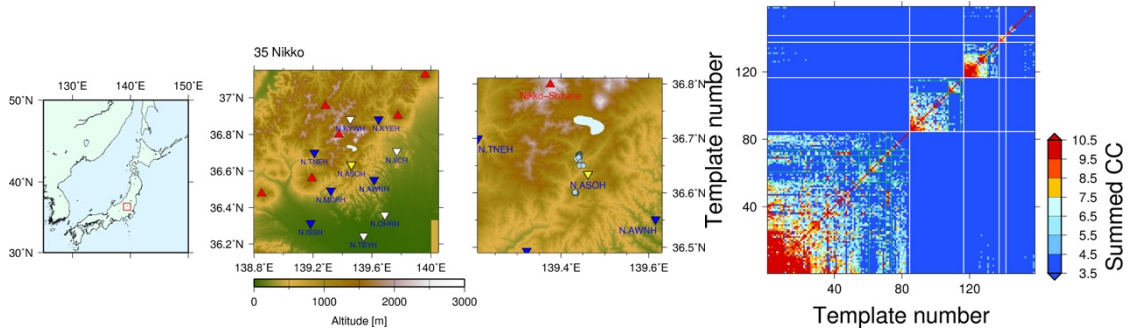 130˚E
140˚E
150˚E
50˚N
40˚N
30˚N
35 Nikko
37˚N
36.8˚N
36.6˚N
36.4˚N
36.2˚N
N.KYWH
N.KYEH
N.TNEH
N.IICH
N.ASOH
N.AWNH
N.MDRH
N.OHRH
N.JSSH
N.TBYH
138.8˚E
139.2˚E
139.6˚E
140˚E
0
1000
2000
3000
Altitude [m]
Nikko-Shirane
N.TNEH
N.ASOH
N.AWNH
36.8˚N
36.7˚N
36.6˚N
36.5˚N
139.4˚E
139.6˚E
Template number
120
80
40
40
80
120
Template number
10.5
9.5
8.5
7.5
6.5
5.5
4.5
3.5
Summed CC